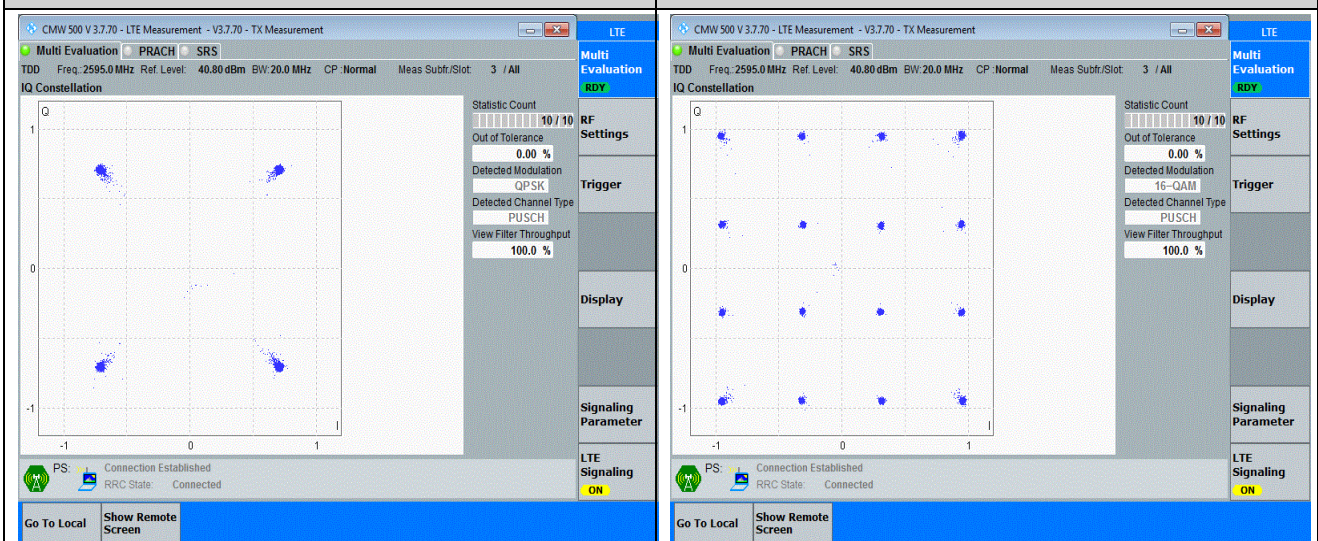 CMW 500 V 3.7.70 - LTE Measurement - V3.7.70 - TX Measurement
LTE
Multi Evaluation PRACH SRS
Multi
Evaluation
RDY
TDD Freq.:2595.0 MHz Ref. Level: 40.80 dBm BW:20.0 MHz CP :Normal Meas Subfr./Slot: 3 / All
IQ Constellation
Q
1
0
-1
-1 0 1
I
Statistic Count
10 / 10
Out of Tolerance
0.00 %
Detected Modulation
QPSK
Detected Channel Type
PUSCH
View Filter Throughput
100.0 %
RF
Settings
Trigger
Display
Signaling
Parameter
LTE
Signaling
ON
PS: Connection Established
RRC State: Connected
Go To Local
Show Remote
Screen
CMW 500 V 3.7.70 - LTE Measurement - V3.7.70 - TX Measurement
LTE
Multi Evaluation PRACH SRS
Multi
Evaluation
RDY
TDD Freq.:2595.0 MHz Ref. Level: 40.80 dBm BW:20.0 MHz CP :Normal Meas Subfr./Slot: 3 / All
IQ Constellation
Q
1
0
-1
-1 0 1
I
Statistic Count
10 / 10
Out of Tolerance
0.00 %
Detected Modulation
16-QAM
Detected Channel Type
PUSCH
View Filter Throughput
100.0 %
RF
Settings
Trigger
Display
Signaling
Parameter
LTE
Signaling
ON
PS: Connection Established
RRC State: Connected
Go To Local
Show Remote
Screen